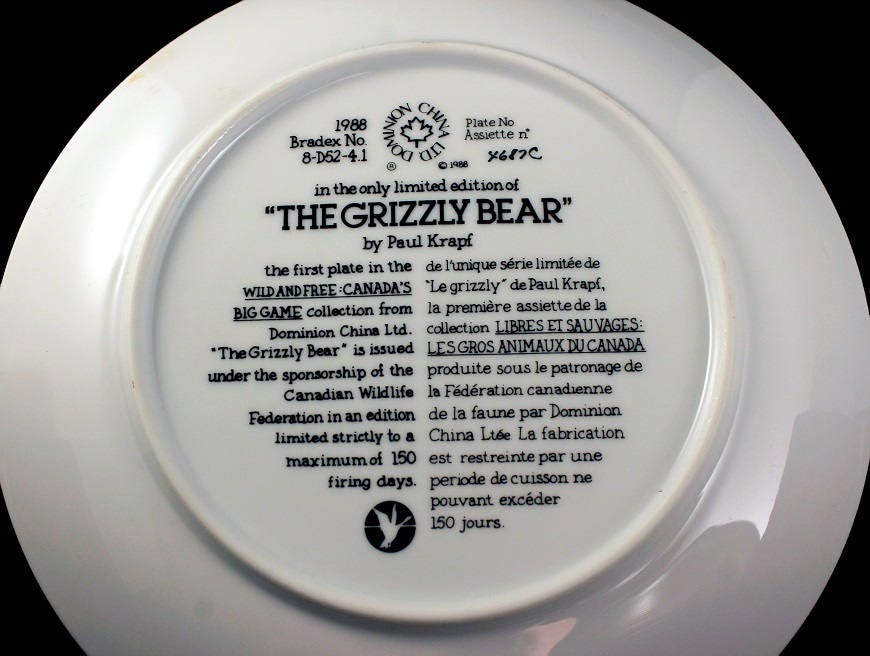 1988
Bradex No.
8-D52-4.1
DOMINION CHINA LTD.
®
© 1988
Plate No.
Assiette n°
4687C
in the only limited edition of
"THE GRIZZLY BEAR"
by Paul Krapf
the first plate in the
WILD AND FREE: CANADA'S
BIG GAME collection from
Dominion China Ltd.
"The Grizzly Bear" is issued
under the sponsorship of the
Canadian Wildlife
Federation in an edition
limited strictly to a
maximum of 150
firing days.
de l'unique série limitée de
"Le grizzly" de Paul Krapf,
la première assiette de la
collection LIBRES ET SAUVAGES:
LES GROS ANIMAUX DU CANADA
produite sous le patronage de
la Fédération canadienne
de la faune par Dominion
China Ltée La fabrication
est restreinte par une
periode de cuisson ne
pouvant excéder
150 jours.